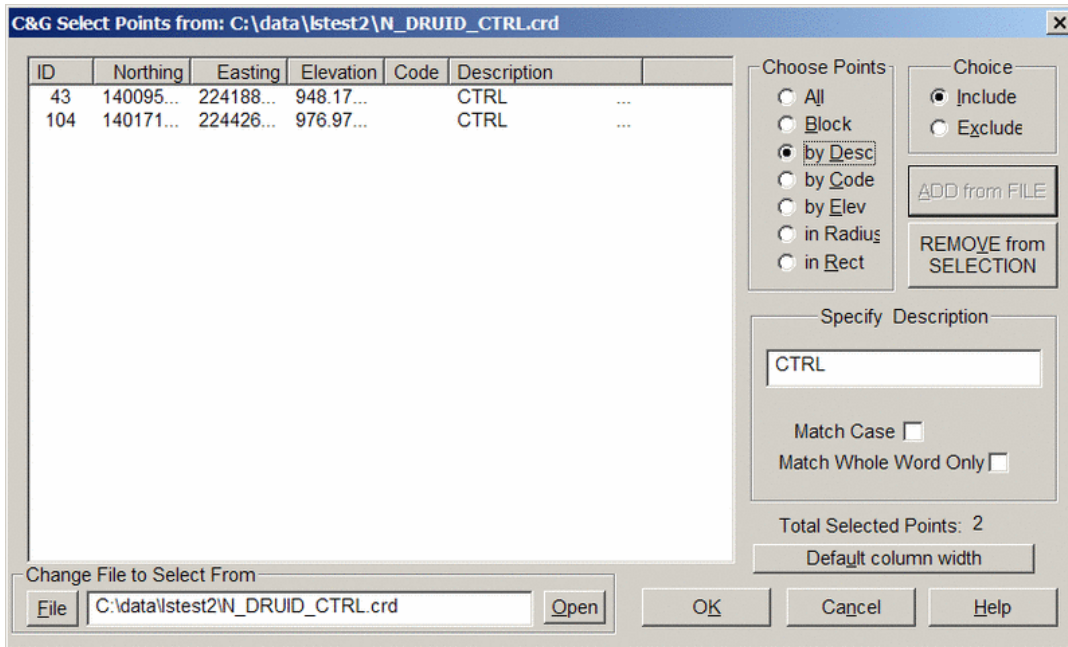 C&G Select Points from: C:\data\lstest2\N_DRUID_CTRL.crd
ID Northing Easting Elevation Code Description
43 140095... 224188... 948.17... CTRL ...
104 140171... 224426... 976.97... CTRL ...
Choose Points
All
Block
by Desc
by Code
by Elev
in Radius
in Rect
Choice
Include
Exclude
ADD from FILE
REMOVE from
SELECTION
Specify Description
CTRL
Match Case
Match Whole Word Only
Total Selected Points: 2
Default column width
Change File to Select From
File C:\data\lstest2\N_DRUID_CTRL.crd Open
OK Cancel Help